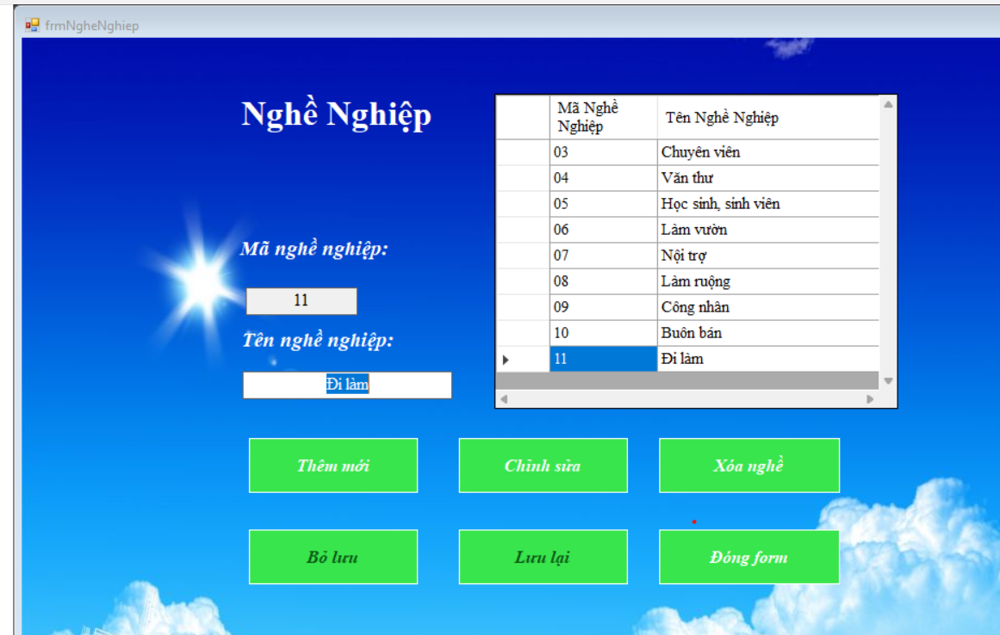 frmNgheNghiep
Nghề Nghiệp
Mã nghề nghiệp:
11
Tên nghề nghiệp:
Đi làm
Mã Nghề
Nghiệp
Tên Nghề Nghiệp
03 Chuyên viên
04 Văn thư
05 Học sinh, sinh viên
06 Làm vườn
07 Nội trợ
08 Làm ruộng
09 Công nhân
10 Buôn bán
11 Đi làm
Thêm mới Chỉnh sửa Xóa nghề
Bỏ lưu Lưu lại Đóng form